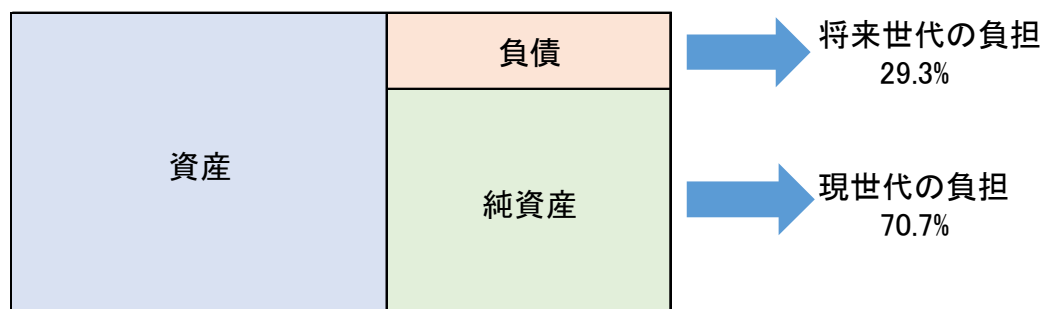 資産
負債
純資産
将来世代の負担
29.3%
現世代の負担
70.7%